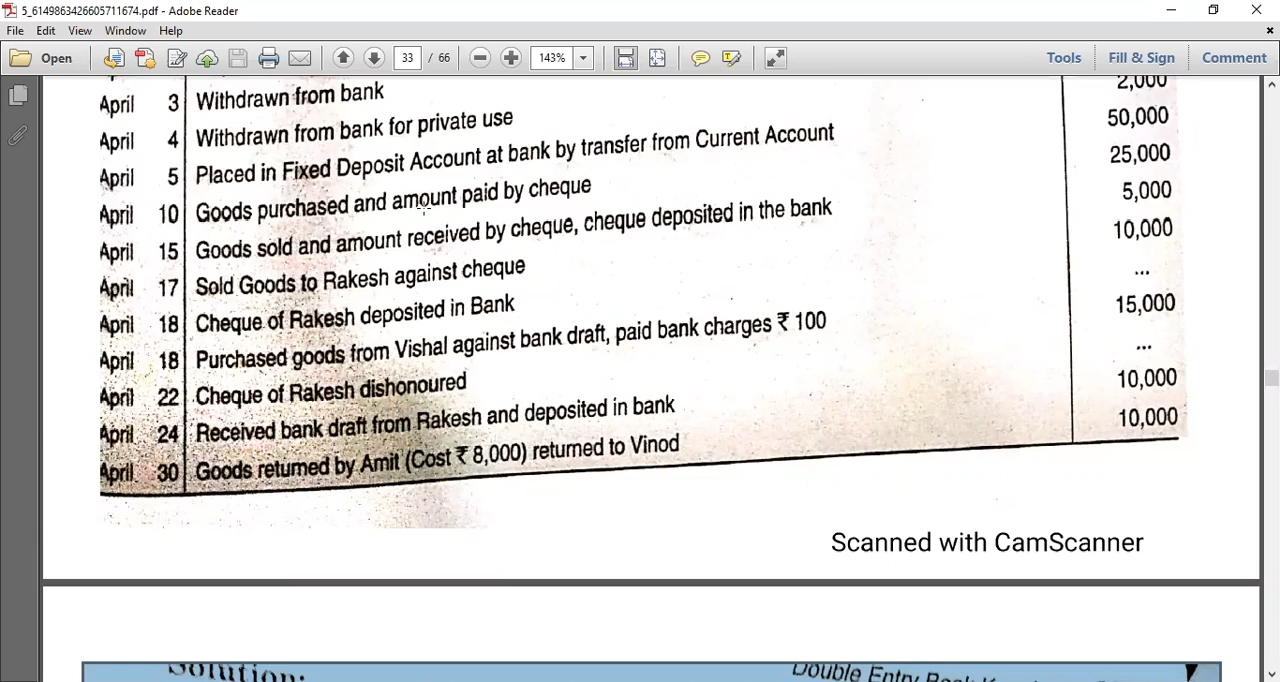 5_6149863426605711674.pdf - Adobe Reader
File Edit View Window Help
Open 33 / 66 143% Tools Fill & Sign Comment
2,000
April 3 Withdrawn from bank 50,000
April 4 Withdrawn from bank for private use 25,000
April 5 Placed in Fixed Deposit Account at bank by transfer from Current Account 5,000
April 10 Goods purchased and amount paid by cheque 10,000
April 15 Goods sold and amount received by cheque, cheque deposited in the bank ...
April 17 Sold Goods to Rakesh against cheque 15,000
April 18 Cheque of Rakesh deposited in Bank ...
April 18 Purchased goods from Vishal against bank draft, paid bank charges ₹ 100 10,000
April 22 Cheque of Rakesh dishonoured 10,000
April 24 Received bank draft from Rakesh and deposited in bank
April 30 Goods returned by Amit (Cost ₹ 8,000) returned to Vinod
Scanned with CamScanner
Solution:
Double Entry Book